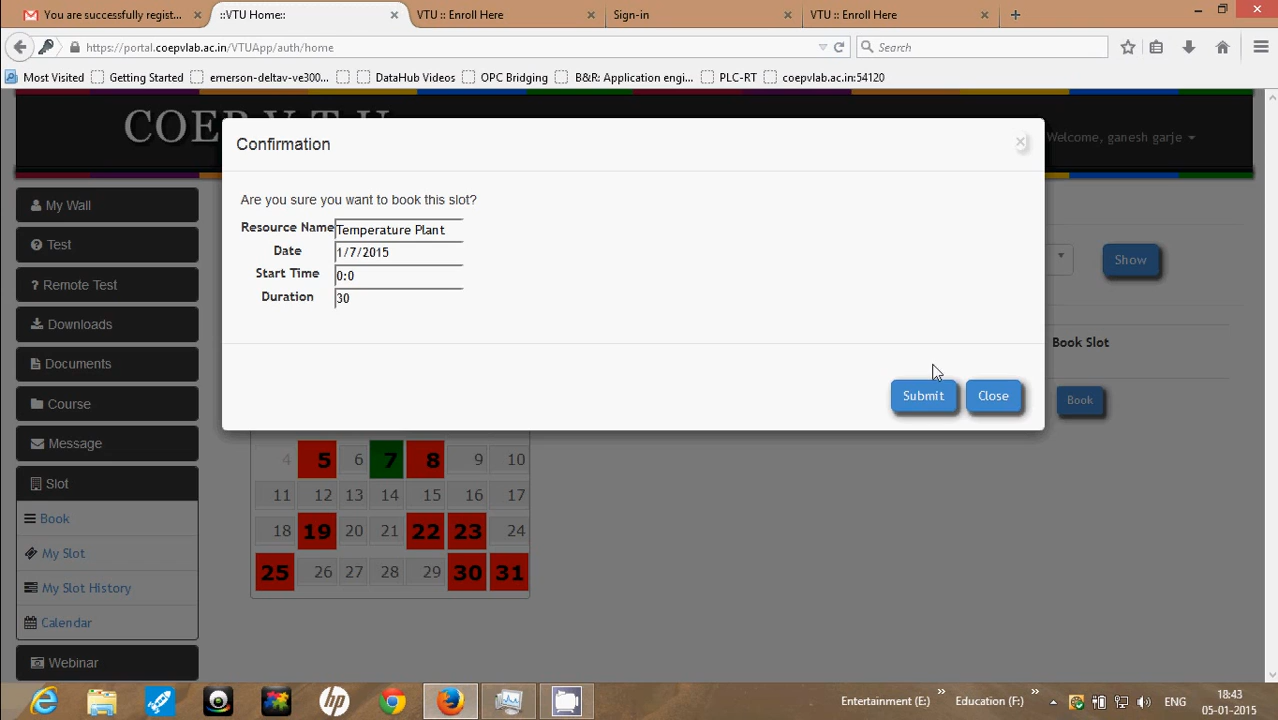 You are successfully regist...
::VTU Home::
VTU :: Enroll Here
Sign-in
VTU :: Enroll Here
https://portal.coepvlab.ac.in/VTUApp/auth/home
Search
Most Visited
Getting Started
emerson-deltav-ve300...
DataHub Videos
OPC Bridging
B&R: Application engi...
PLC-RT
coepvlab.ac.in:54120
COEP V T U
Welcome, ganesh garje
Confirmation
Are you sure you want to book this slot?
Resource Name Temperature Plant
Date 1/7/2015
Start Time 0:0
Duration 30
Submit Close
My Wall
Test
Remote Test
Downloads
Documents
Course
Message
Slot
Book
My Slot
My Slot History
Calendar
Webinar
Show
Book Slot
Book
4 5 6 7 8 9 10
11 12 13 14 15 16 17
18 19 20 21 22 23 24
25 26 27 28 29 30 31
Entertainment (E:)
Education (F:)
ENG
18:43
05-01-2015